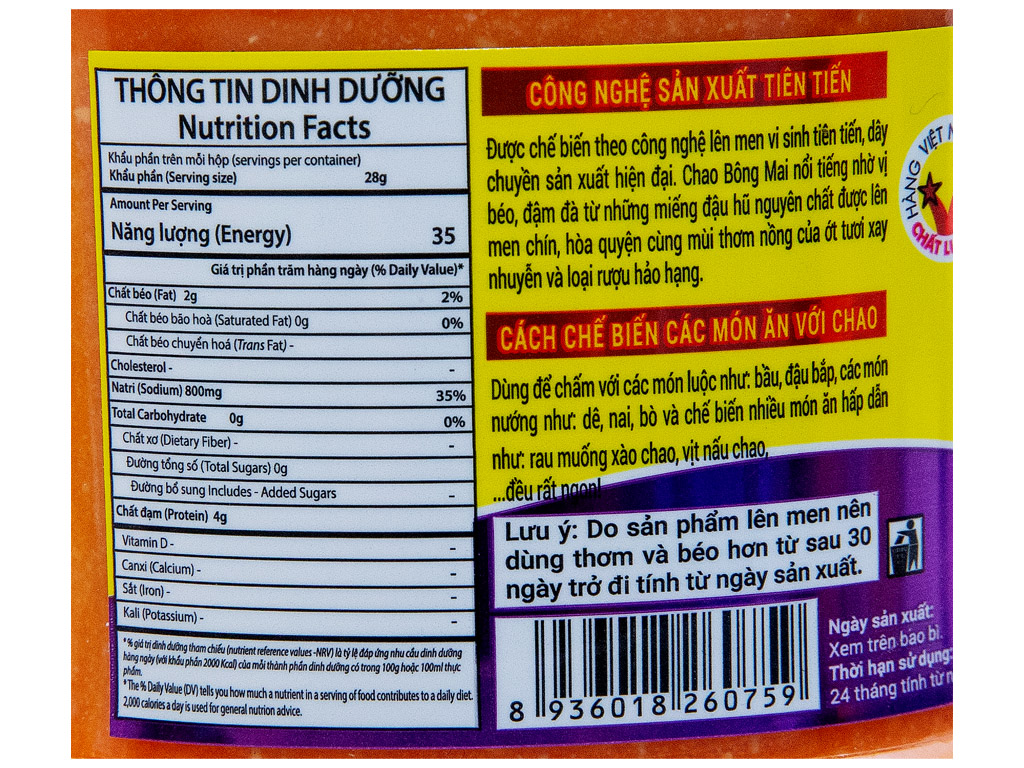 THÔNG TIN DINH DƯỠNG
Nutrition Facts
Khẩu phần trên mỗi hộp (servings per container)
Khẩu phần (Serving size) 28g
Amount Per Serving
Năng lượng (Energy) 35
Giá trị phần trăm hàng ngày (% Daily Value)*
Chất béo (Fat) 2g 2%
Chất béo bão hoà (Saturated Fat) 0g 0%
Chất béo chuyển hoá (Trans Fat) -
Cholesterol - -
Natri (Sodium) 800mg 35%
Total Carbohydrate 0g 0%
Chất xơ (Dietary Fiber) - -
Đường tổng số (Total Sugars) 0g
Đường bổ sung Includes - Added Sugars -
Chất đạm (Protein) 4g
Vitamin D - -
Canxi (Calcium) - -
Sắt (Iron) - -
Kali (Potassium) - -
* % giá trị dinh dưỡng tham chiếu (nutrient reference values -NRV) là tỷ lệ đáp ứng nhu cầu dinh dưỡng
hàng ngày (với khẩu phần 2000 Kcal) của mỗi thành phần dinh dưỡng có trong 100g hoặc 100ml thực
phẩm.
* The % Daily Value (DV) tells you how much a nutrient in a serving of food contributes to a daily diet.
2,000 calories a day is used for general nutrion advice.
CÔNG NGHỆ SẢN XUẤT TIÊN TIẾN
Được chế biến theo công nghệ lên men vi sinh tiên tiến, dây
chuyền sản xuất hiện đại. Chao Bông Mai nổi tiếng nhờ vị
béo, đậm đà từ những miếng đậu hũ nguyên chất được lên
men chín, hòa quyện cùng mùi thơm nồng của ớt tươi xay
nhuyễn và loại rượu hảo hạng.
CÁCH CHẾ BIẾN CÁC MÓN ĂN VỚI CHAO
Dùng để chấm với các món luộc như: bầu, đậu bắp, các món
nướng như: dê, nai, bò và chế biến nhiều món ăn hấp dẫn
như: rau muống xào chao, vịt nấu chao,
...đều rất ngon!
Lưu ý: Do sản phẩm lên men nên
dùng thơm và béo hơn từ sau 30
ngày trở đi tính từ ngày sản xuất.
8 936018 260759
Ngày sản xuất:
Xem trên bao bì.
Thời hạn sử dụng:
24 tháng tính từ
HÀNG VIỆT
CHẤT